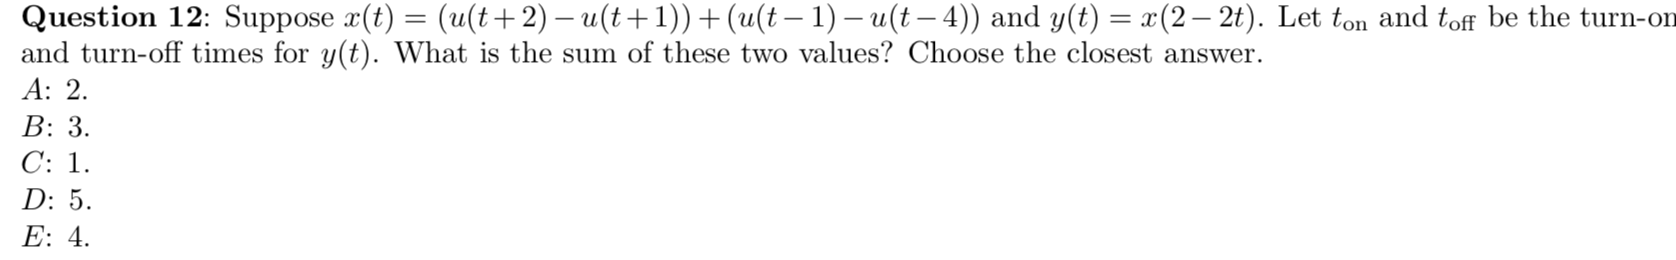 Question 12: Suppose x(t) = (u(t+2) − u(t+1)) + (u(t−1) − u(t−4)) and y(t) = x(2−2t). Let t_on and t_off be the turn-on
and turn-off times for y(t). What is the sum of these two values? Choose the closest answer.
A: 2.
B: 3.
C: 1.
D: 5.
E: 4.